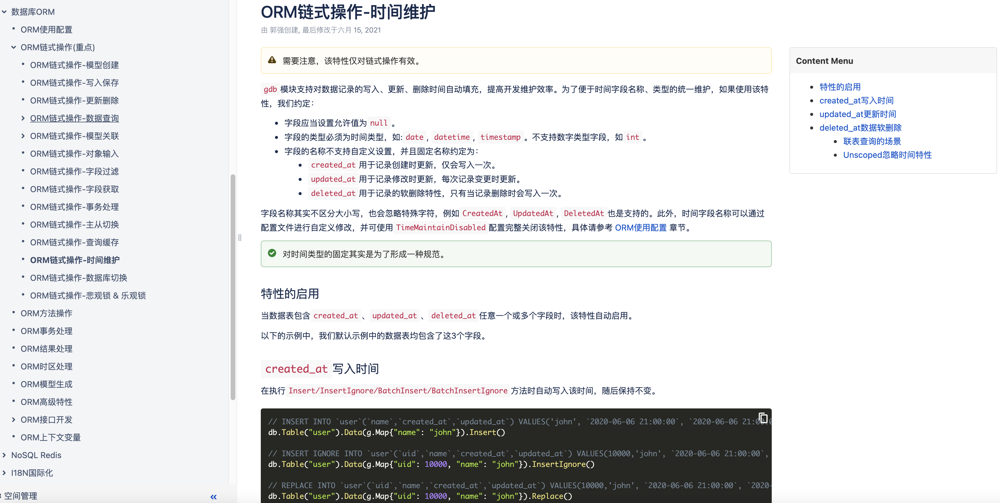 数据库ORM
ORM使用配置
ORM链式操作(重点)
ORM链式操作-模型创建
ORM链式操作-写入保存
ORM链式操作-更新删除
ORM链式操作-数据查询
ORM链式操作-模型关联
ORM链式操作-对象输入
ORM链式操作-字段过滤
ORM链式操作-字段获取
ORM链式操作-事务处理
ORM链式操作-主从切换
ORM链式操作-查询缓存
ORM链式操作-时间维护
ORM链式操作-数据库切换
ORM链式操作-悲观锁 & 乐观锁
ORM方法操作
ORM事务处理
ORM结果处理
ORM时区处理
ORM模型生成
ORM高级特性
ORM接口开发
ORM上下文变量
NoSQL Redis
I18N国际化
空间管理
ORM链式操作-时间维护
由 郭强创建, 最后修改于六月 15, 2021
需要注意，该特性仅对链式操作有效。
gdb 模块支持对数据记录的写入、更新、删除时间自动填充，提高开发维护效率。为了便于时间字段名称、类型的统一维护，如果使用该特
性，我们约定：
字段应当设置允许值为 null 。
字段的类型必须为时间类型，如: date , datetime , timestamp 。不支持数字类型字段，如 int 。
字段的名称不支持自定义设置，并且固定名称约定为：
created_at 用于记录创建时更新，仅会写入一次。
updated_at 用于记录修改时更新，每次记录变更时更新。
deleted_at 用于记录的软删除特性，只有当记录删除时会写入一次。
字段名称其实不区分大小写，也会忽略特殊字符，例如 CreatedAt , UpdatedAt , DeletedAt 也是支持的。此外，时间字段名称可以通过
配置文件进行自定义修改，并可使用 TimeMaintainDisabled 配置完整关闭该特性，具体请参考 ORM使用配置 章节。
对时间类型的固定其实是为了形成一种规范。
特性的启用
当数据表包含 created_at 、 updated_at 、 deleted_at 任意一个或多个字段时，该特性自动启用。
以下的示例中，我们默认示例中的数据表均包含了这3个字段。
created_at 写入时间
在执行 Insert/InsertIgnore/BatchInsert/BatchInsertIgnore 方法时自动写入该时间，随后保持不变。
// INSERT INTO `user`(`name`,`created_at`,`updated_at`) VALUES('john', `2020-06-06 21:00:00`, `2020-06-06 21:00:0
db.Table("user").Data(g.Map{"name": "john"}).Insert()
// INSERT IGNORE INTO `user`(`uid`,`name`,`created_at`,`updated_at`) VALUES(10000,'john', `2020-06-06 21:00:00`,
db.Table("user").Data(g.Map{"uid": 10000, "name": "john"}).InsertIgnore()
// REPLACE INTO `user`(`uid`,`name`,`created_at`,`updated_at`) VALUES(10000,'john', `2020-06-06 21:00:00`, `2020-
db.Table("user").Data(g.Map{"uid": 10000, "name": "john"}).Replace()
Content Menu
特性的启用
created_at写入时间
updated_at更新时间
deleted_at数据软删除
联表查询的场景
Unscoped忽略时间特性